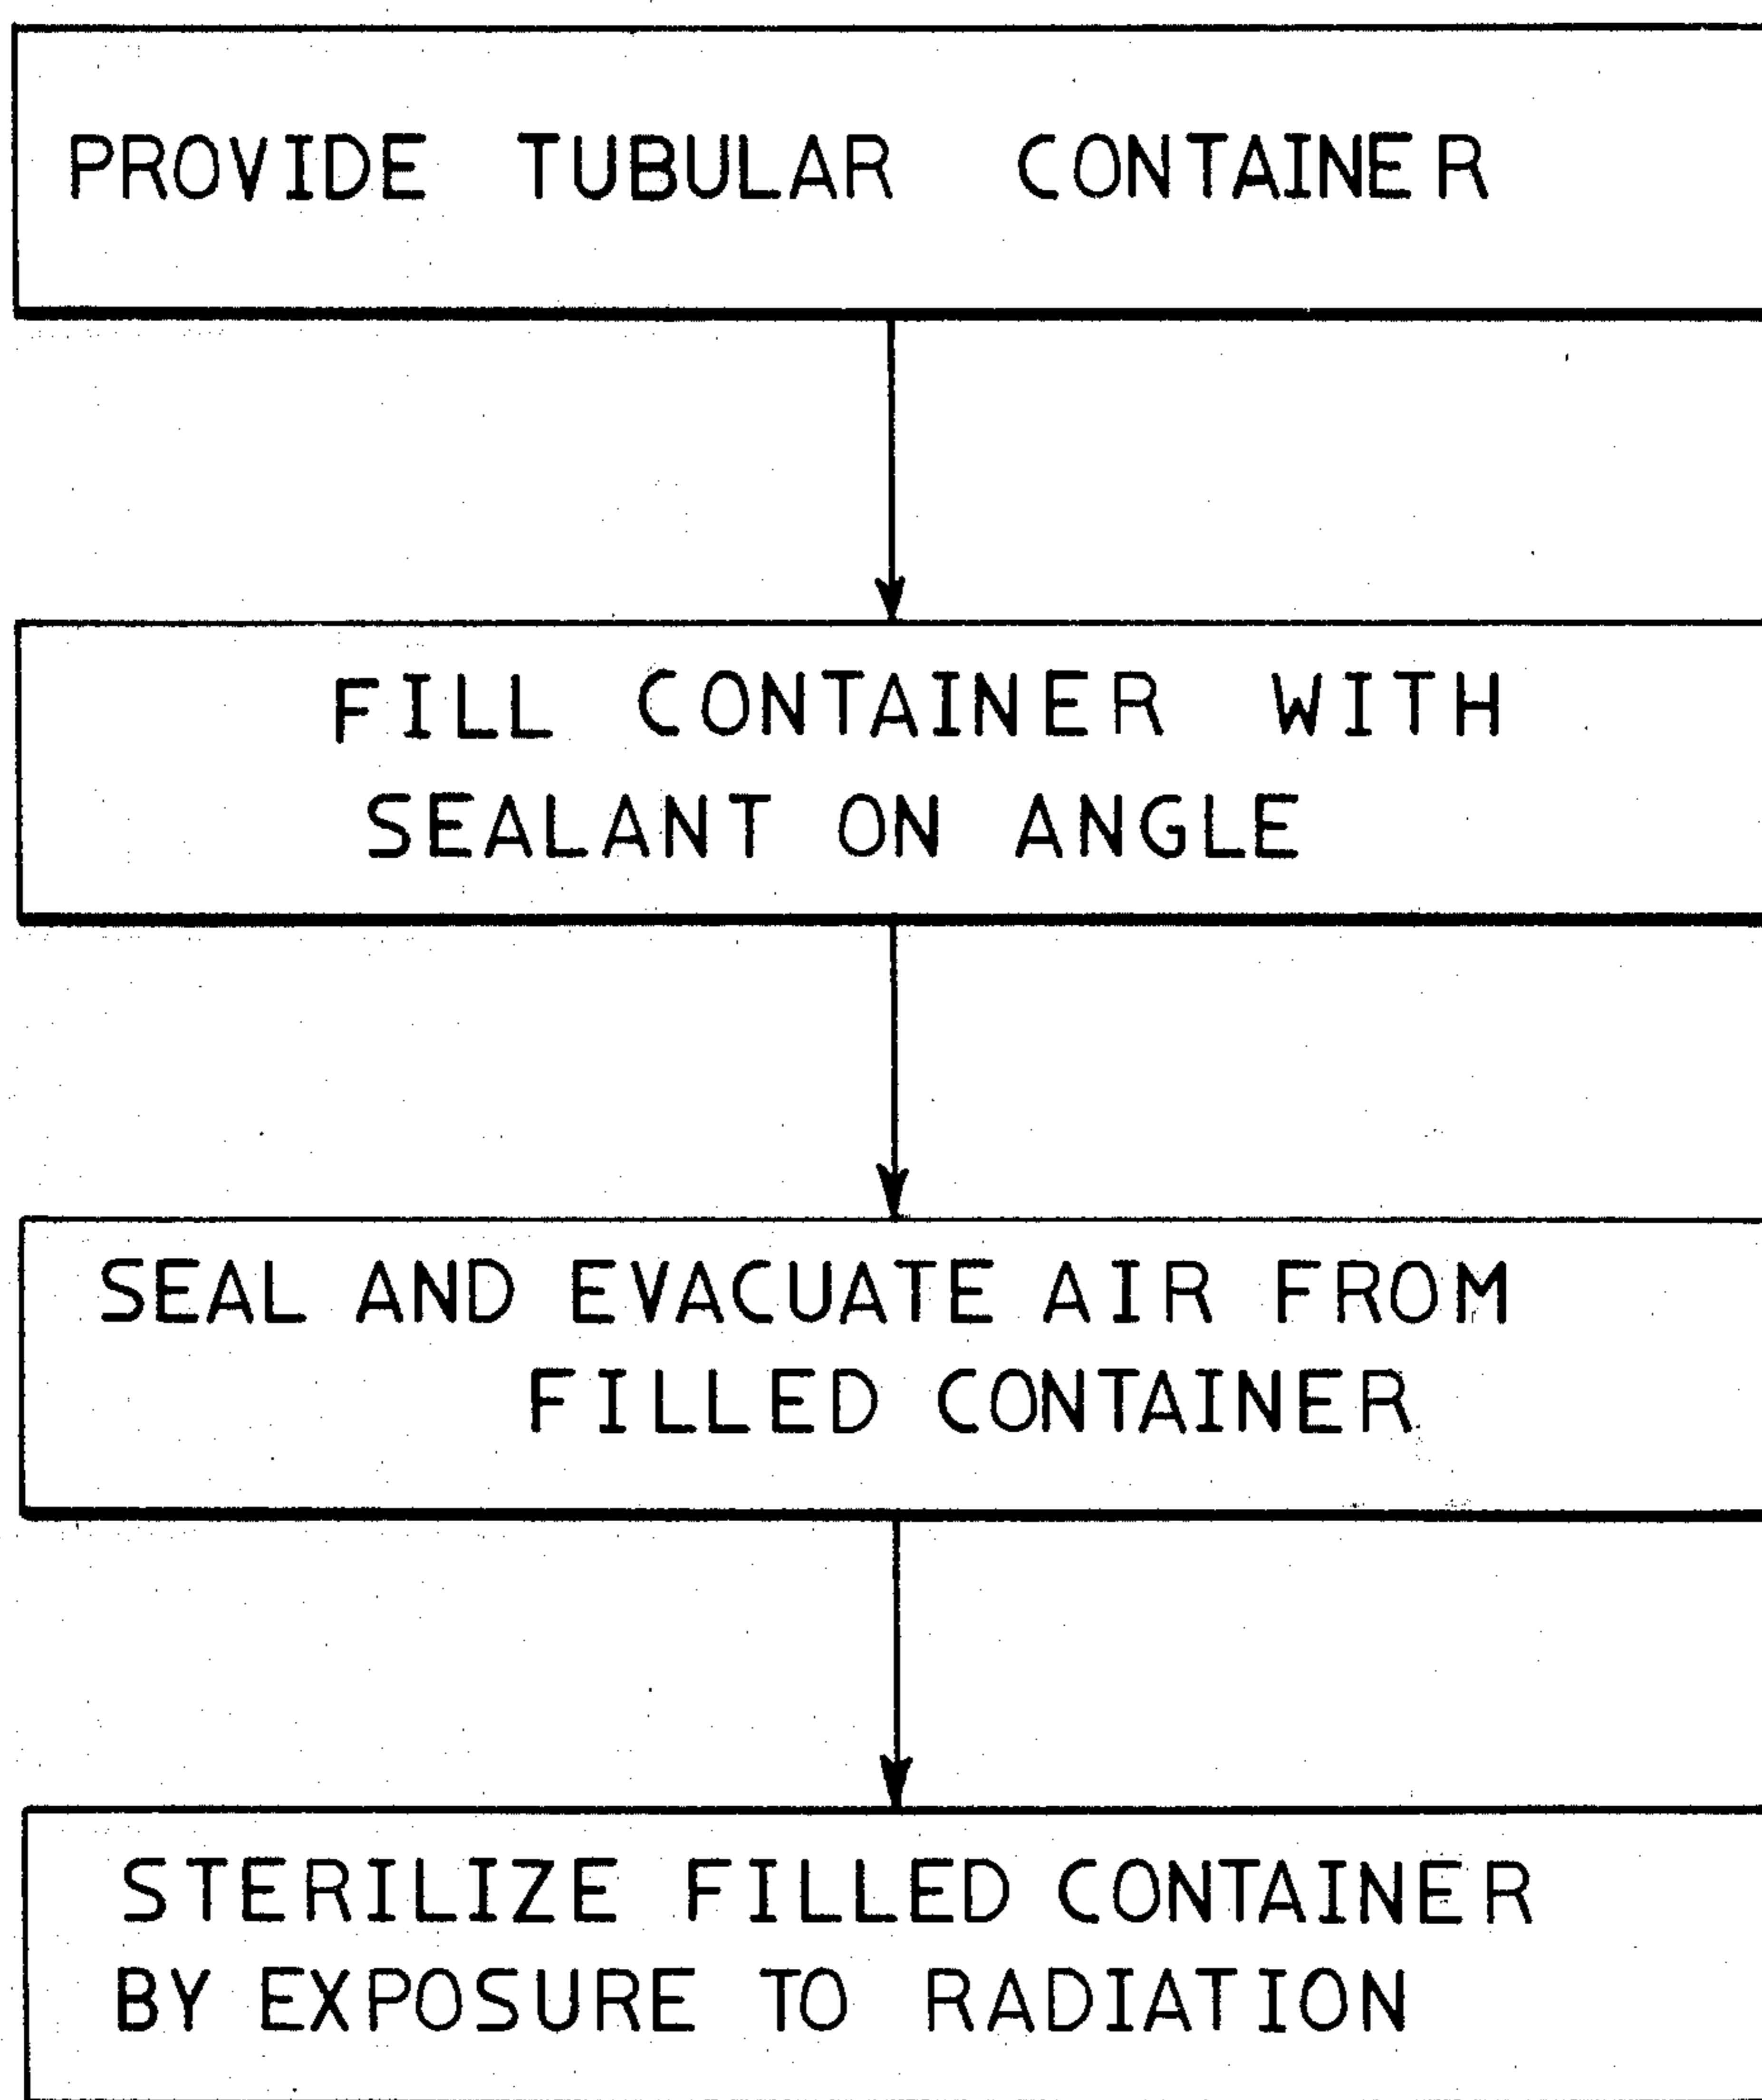 PROVIDE TUBULAR CONTAINER
FILL CONTAINER WITH
SEALANT ON ANGLE
SEAL AND EVACUATE AIR FROM
FILLED CONTAINER
STERILIZE FILLED CONTAINER
BY EXPOSURE TO RADIATION